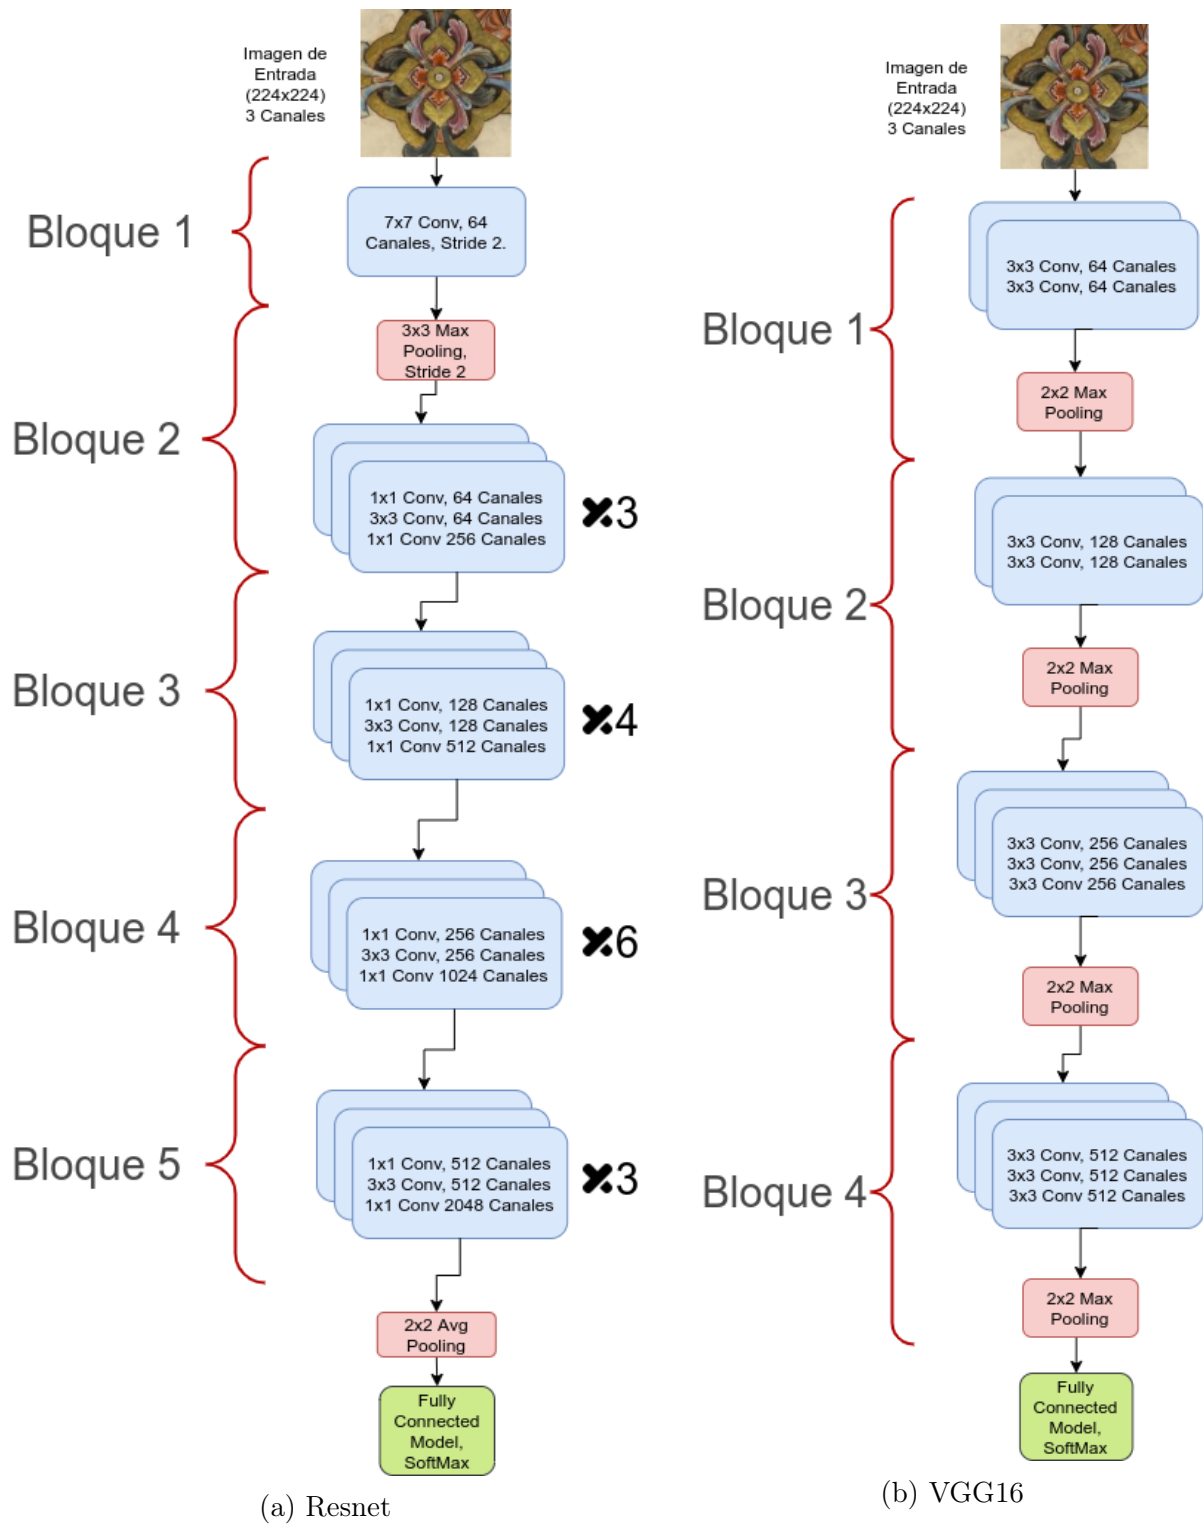 Imagen de
Entrada
(224x224)
3 Canales
Bloque 1
7x7 Conv, 64
Canales, Stride 2.
3x3 Max
Pooling,
Stride 2
Bloque 2
1x1 Conv, 64 Canales
3x3 Conv, 64 Canales
1x1 Conv 256 Canales
×3
Bloque 3
1x1 Conv, 128 Canales
3x3 Conv, 128 Canales
1x1 Conv 512 Canales
×4
Bloque 4
1x1 Conv, 256 Canales
3x3 Conv, 256 Canales
1x1 Conv 1024 Canales
×6
Bloque 5
1x1 Conv, 512 Canales
3x3 Conv, 512 Canales
1x1 Conv 2048 Canales
×3
2x2 Avg
Pooling
Fully
Connected
Model,
SoftMax
(a) Resnet
Imagen de
Entrada
(224x224)
3 Canales
Bloque 1
3x3 Conv, 64 Canales
3x3 Conv, 64 Canales
2x2 Max
Pooling
Bloque 2
3x3 Conv, 128 Canales
3x3 Conv, 128 Canales
2x2 Max
Pooling
Bloque 3
3x3 Conv, 256 Canales
3x3 Conv, 256 Canales
3x3 Conv 256 Canales
2x2 Max
Pooling
Bloque 4
3x3 Conv, 512 Canales
3x3 Conv, 512 Canales
3x3 Conv 512 Canales
2x2 Max
Pooling
Fully
Connected
Model,
SoftMax
(b) VGG16